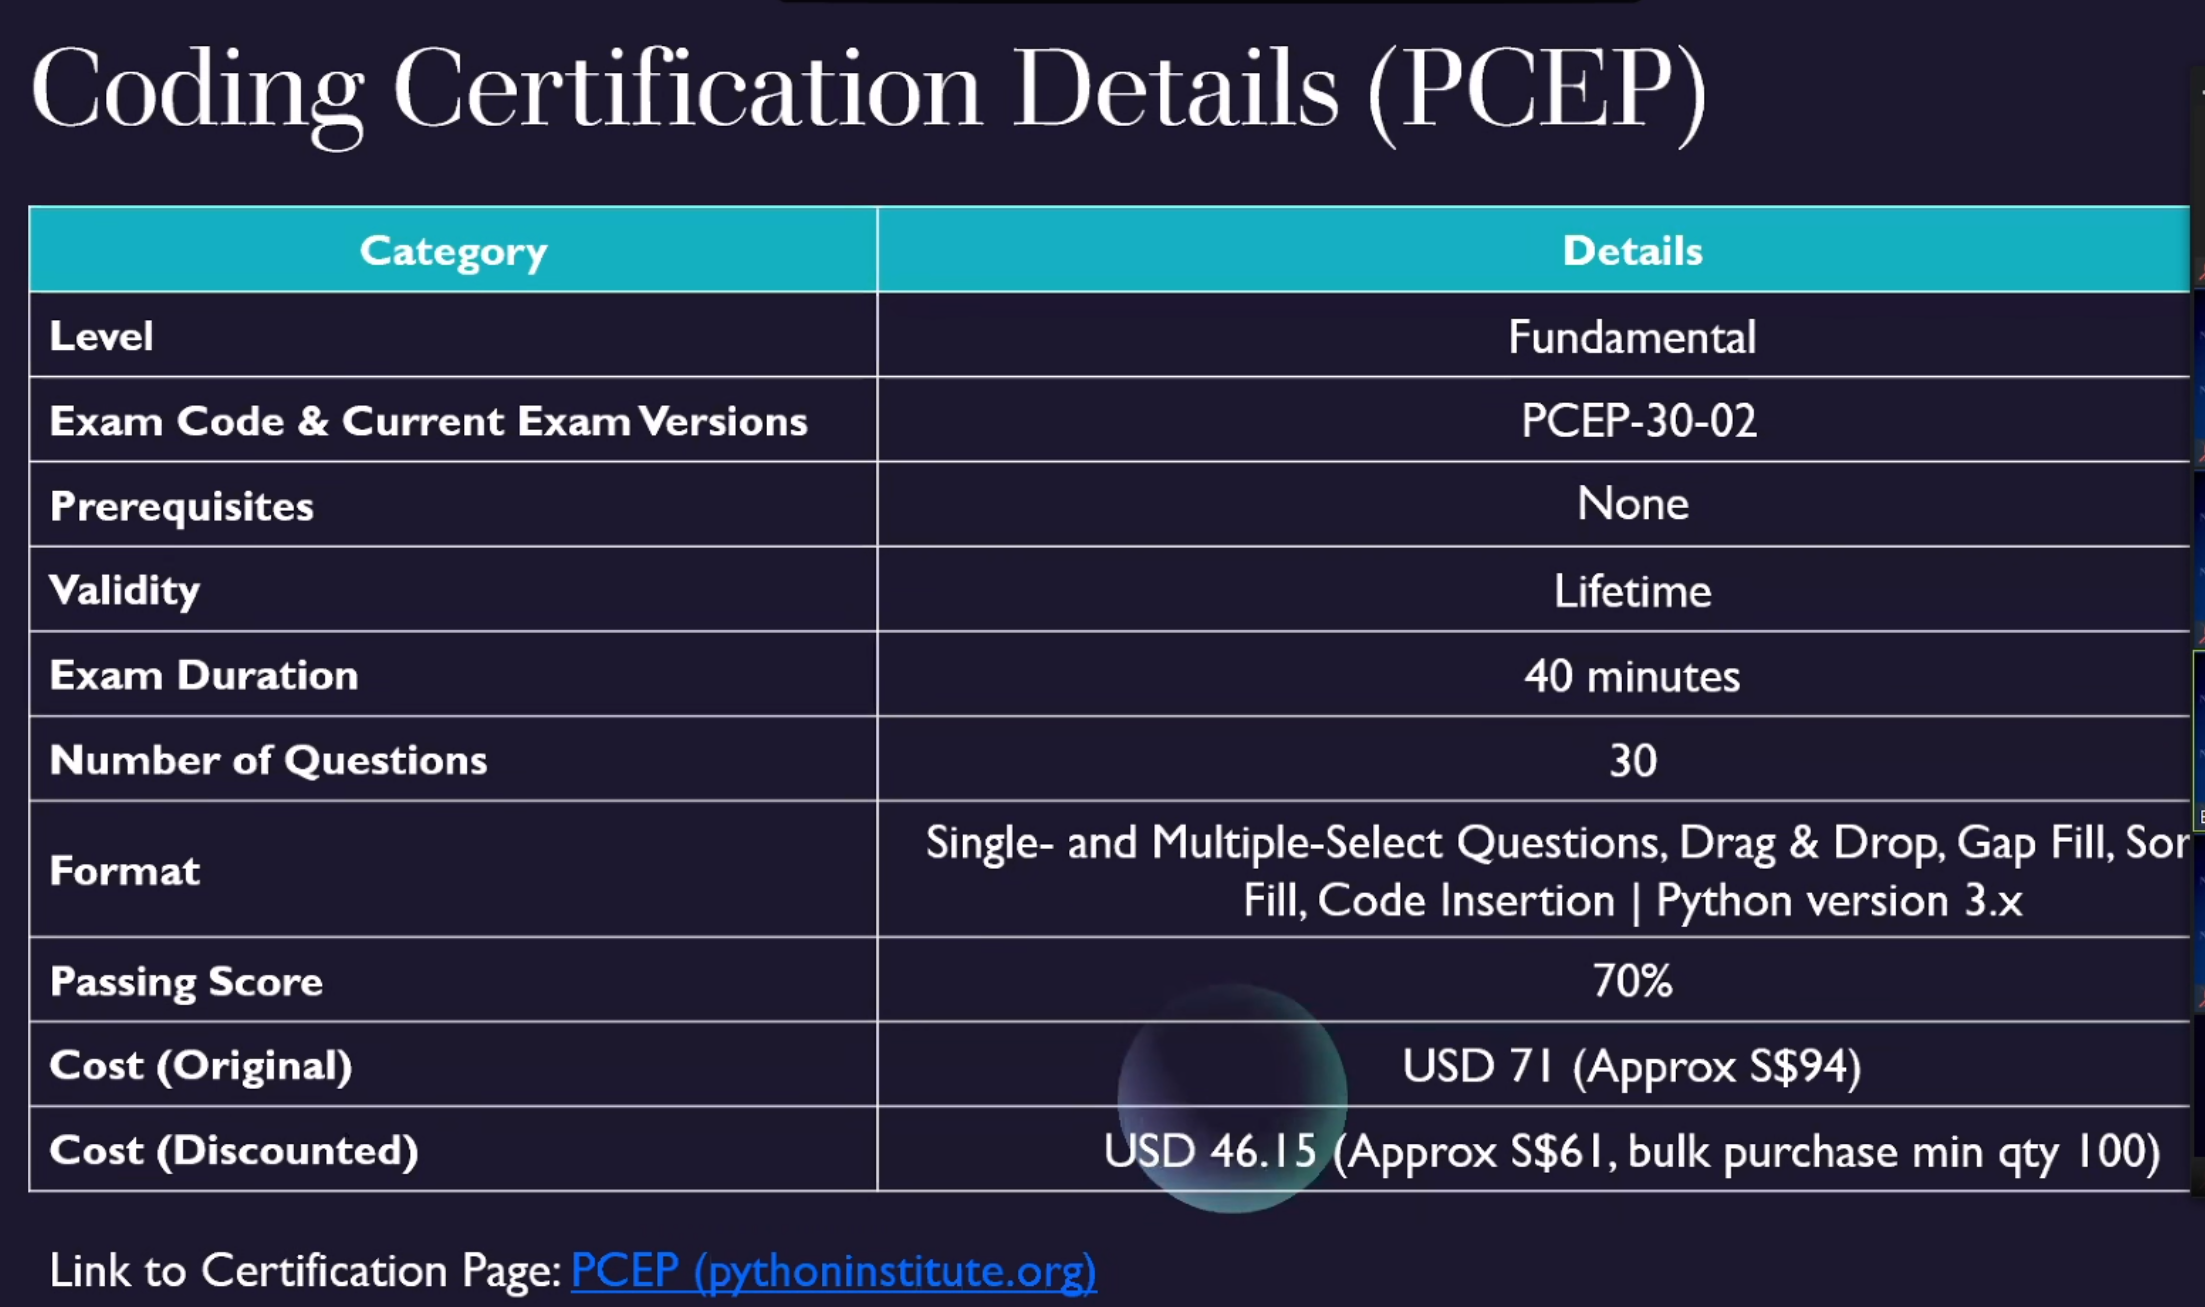 Coding Certification Details (PCEP)
Category Details
Level Fundamental
Exam Code & Current Exam Versions PCEP-30-02
Prerequisites None
Validity Lifetime
Exam Duration 40 minutes
Number of Questions 30
Format Single- and Multiple-Select Questions, Drag & Drop, Gap Fill,
Fill, Code Insertion | Python version 3.x
Passing Score 70%
Cost (Original) USD 71 (Approx S$94)
Cost (Discounted) USD 46.15 (Approx S$61, bulk purchase min qty 100)
Link to Certification Page: PCEP (pythoninstitute.org)